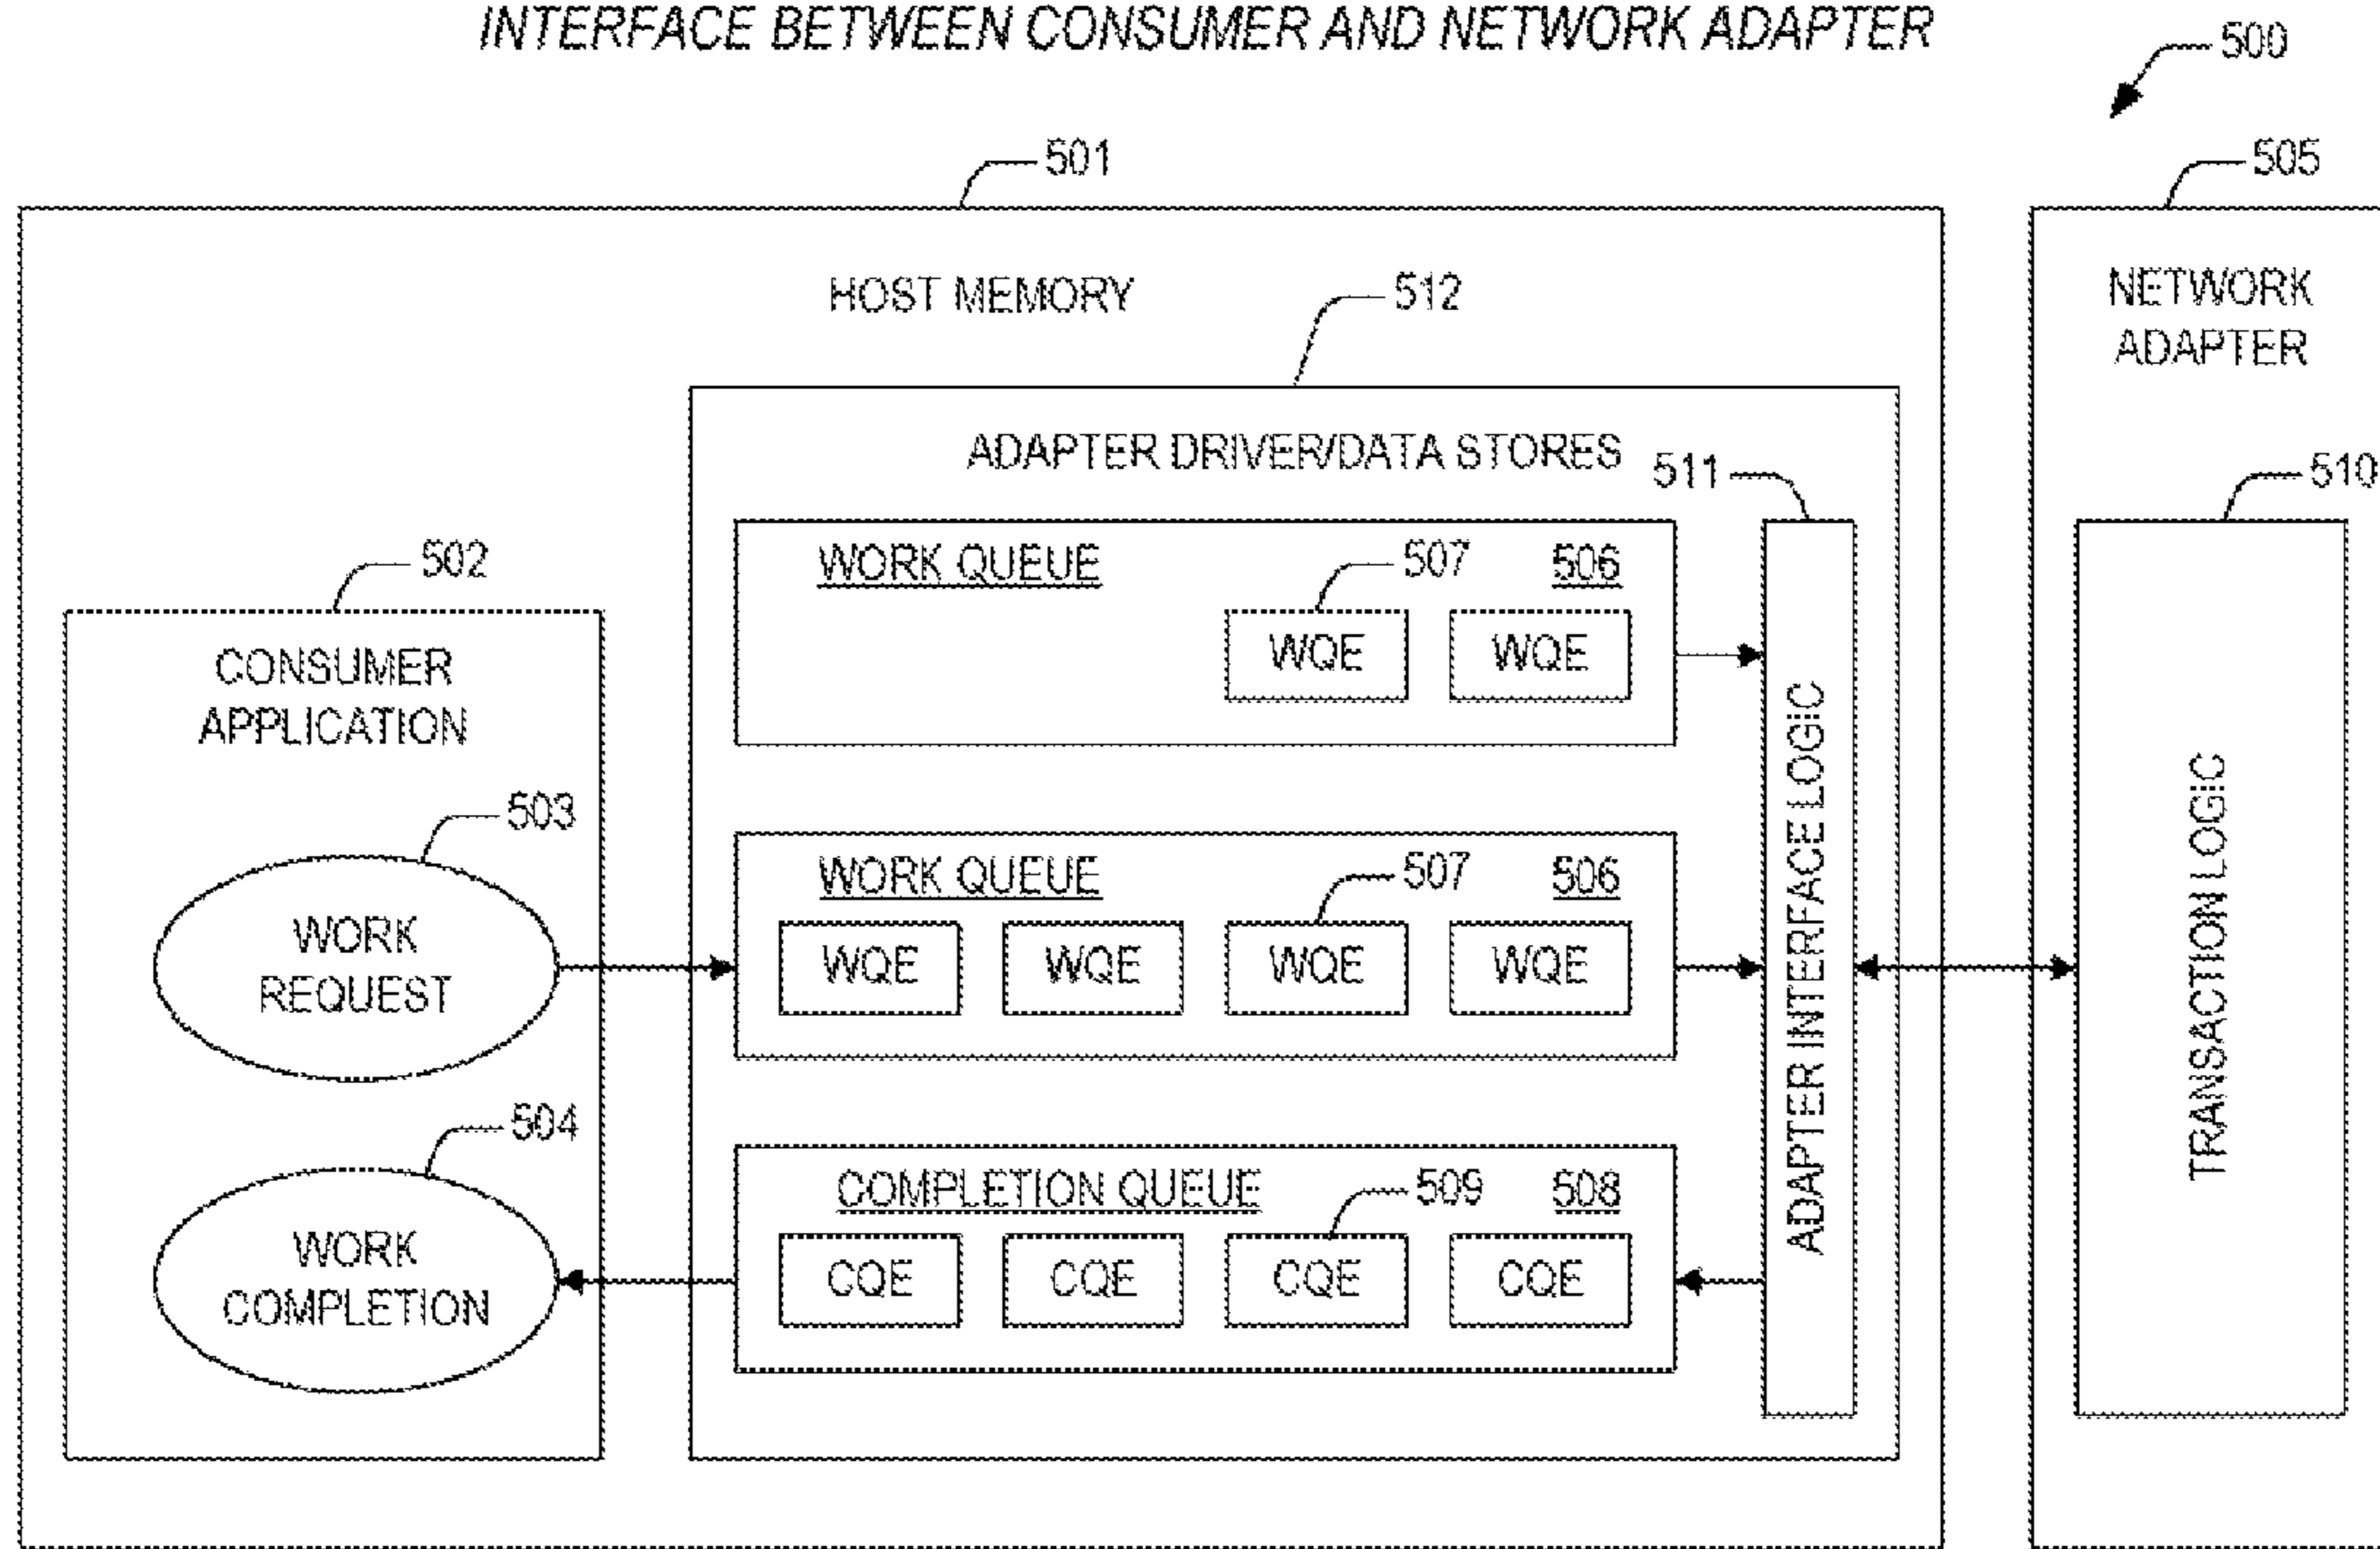 INTERFACE BETWEEN CONSUMER AND NETWORK ADAPTER
500
501
505
HOST MEMORY
512
NETWORK
ADAPTER
ADAPTER DRIVER/DATA STORES
511
510
502
WORK QUEUE
507
506
WQE
WQE
CONSUMER
APPLICATION
503
WORK QUEUE
507
506
WQE
WQE
WQE
WQE
WORK
REQUEST
ADAPTER INTERFACE LOGIC
TRANSACTION LOGIC
504
COMPLETION QUEUE
509
508
CQE
CQE
CQE
CQE
WORK
COMPLETION